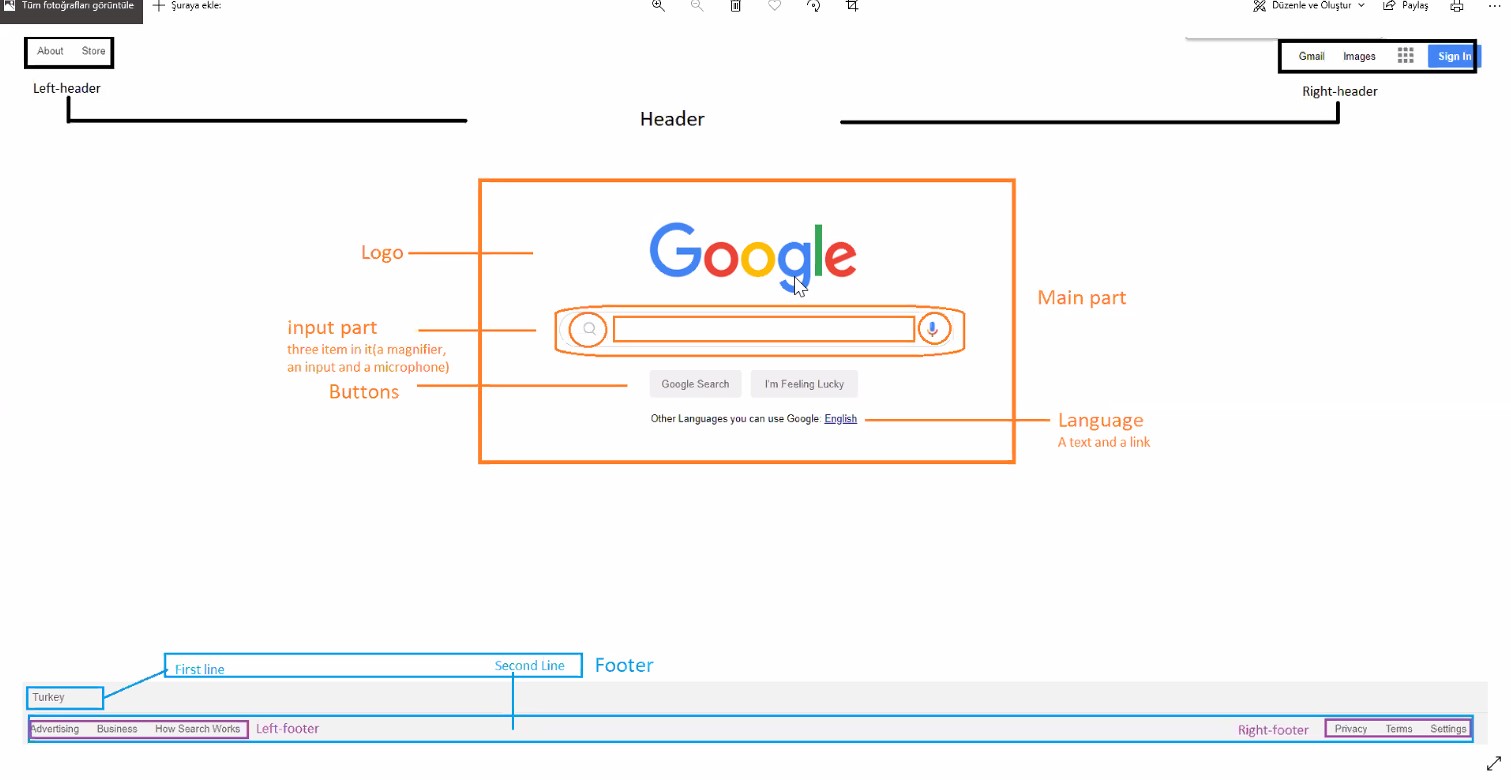 Tüm fotoğrafları görüntüle
Şuraya ekle:
Düzenle ve Oluştur
Paylaş
About Store
Gmail Images Sign In
Left-header
Right-header
Header
Google
Logo
Main part
input part
three item in it(a magnifier,
an input and a microphone)
Buttons
Google Search I'm Feeling Lucky
Other Languages you can use Google: English
Language
A text and a link
First line Second Line Footer
Turkey
Advertising Business How Search Works Left-footer Right-footer Privacy Terms Settings